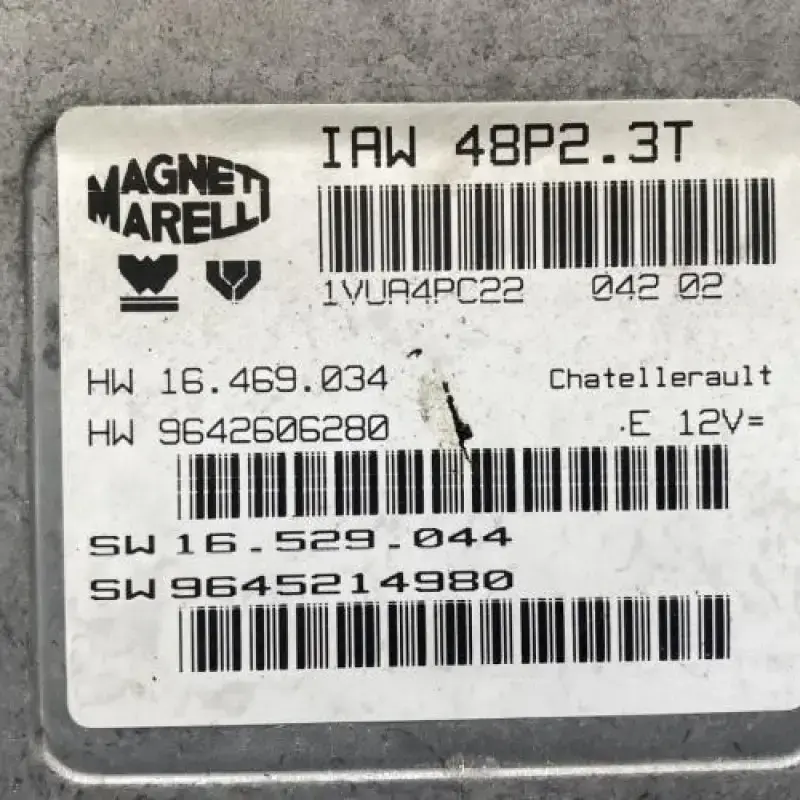 IAW 48P2.3T
MAGNETI
MARELLI
1VUA4PC22 042 02
HW 16.469.034 Chatellerault
HW 9642606280 .E 12V=
SW 16.529.044
SW 9645214980